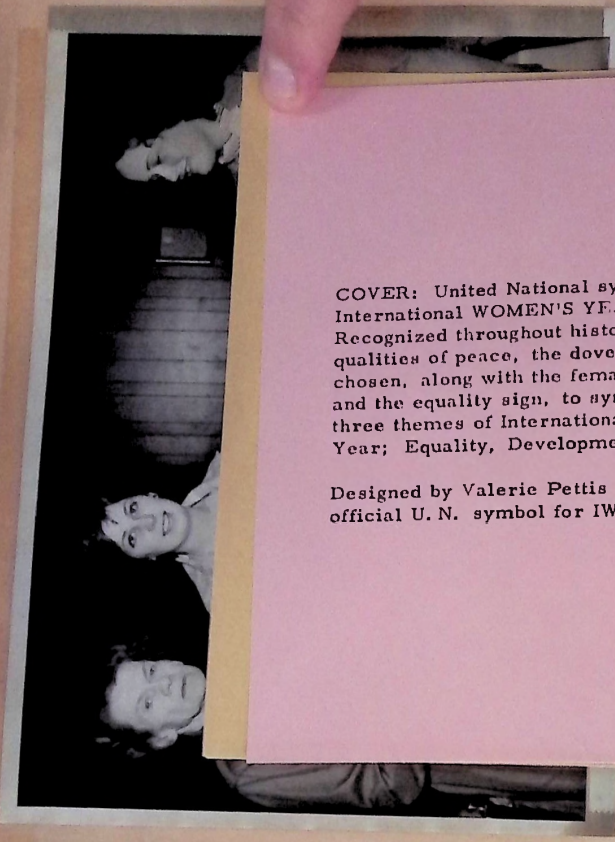 COVER: United National sy
International WOMEN'S YE
Recognized throughout histo
qualities of peace, the dove
chosen, along with the fema
and the equality sign, to sy
three themes of Internationa
Year; Equality, Developme
Designed by Valerie Pettis
official U. N. symbol for IW